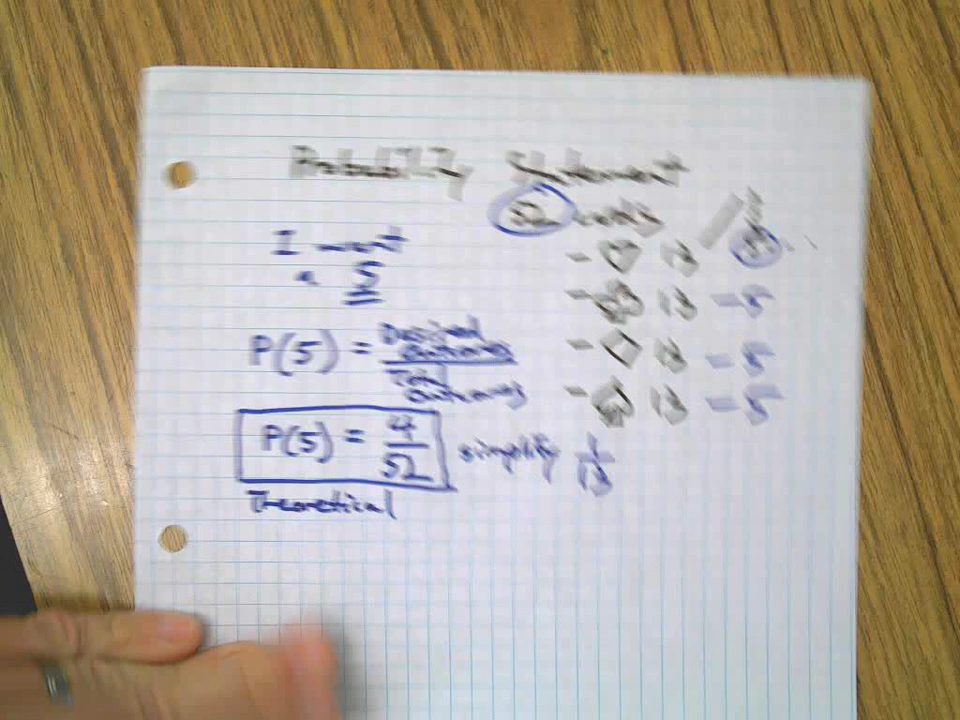 Probability Statement
52 cards
I want
a 5
- ♡ 13
- 13 - 5
- ◇ 13 - 5
- 13 - 5
P(5) = Desired Outcomes / Total Outcomes
P(5) = 4/52 simplify 1/13
Theoretical